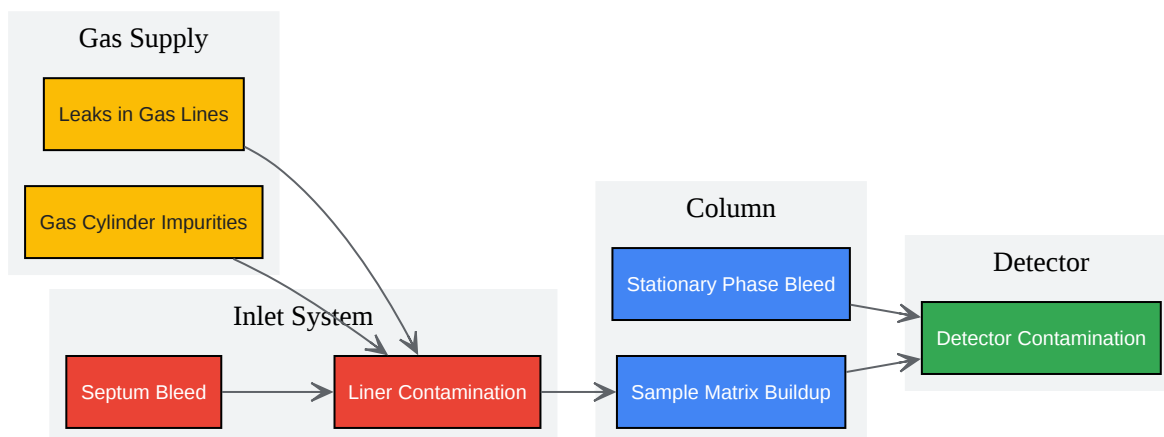 Gas Supply
Leaks in Gas Lines
Gas Cylinder Impurities
Inlet System
Septum Bleed
Liner Contamination
Column
Stationary Phase Bleed
Sample Matrix Buildup
Detector
Detector Contamination